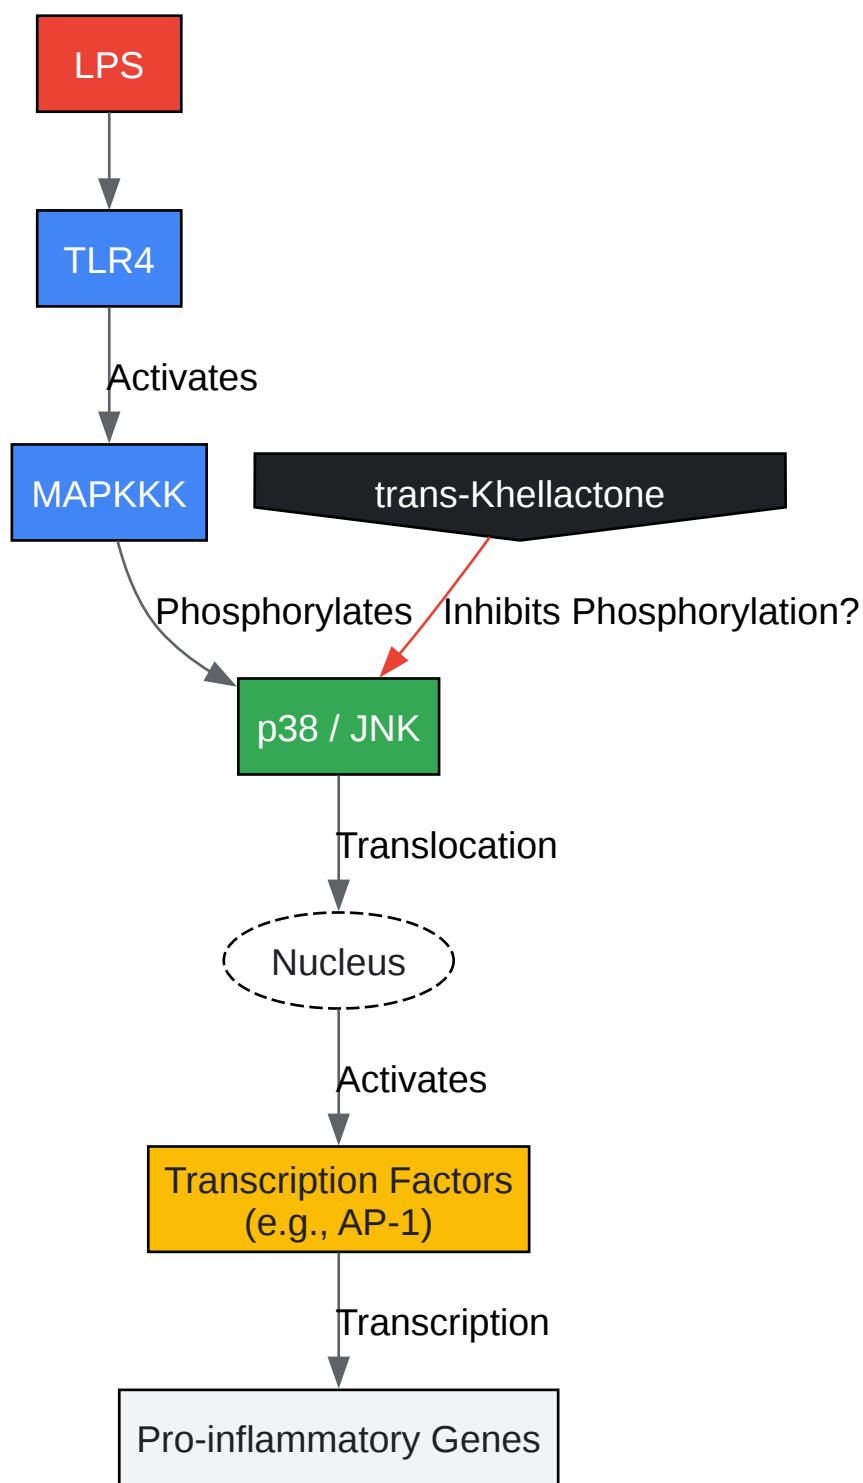 LPS
TLR4
Activates
MAPKKK
trans-Khellactone
Phosphorylates
Inhibits Phosphorylation?
p38 / JNK
Translocation
Nucleus
Activates
Transcription Factors
(e.g., AP-1)
Transcription
Pro-inflammatory Genes